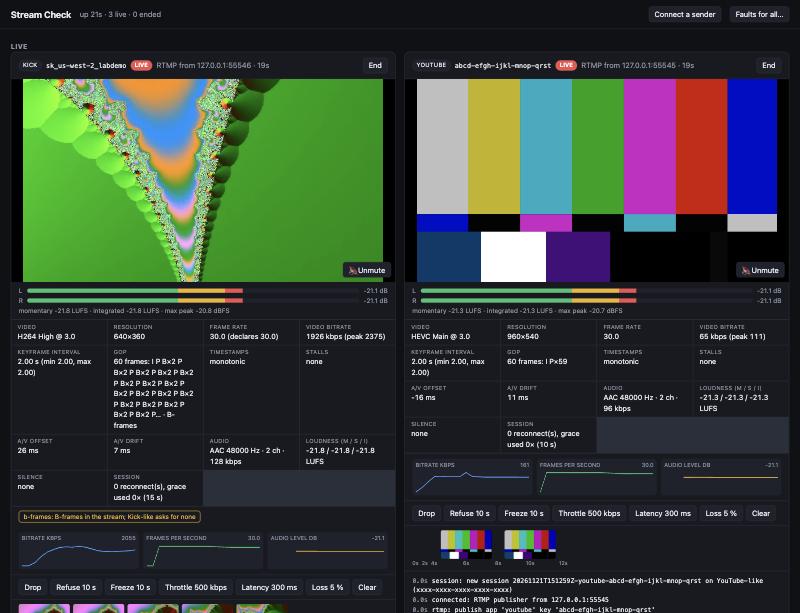 Stream Check up 21s · 3 live · 0 ended Connect a sender Faults for all...
LIVE
KICK sk_us-west-2_labdemo LIVE RTMP from 127.0.0.1:55546 · 19s End
Unmute
L -21.1 dB
R -21.1 dB
momentary -21.8 LUFS · integrated -21.8 LUFS · max peak -20.8 dBFS
VIDEO
H264 High @ 3.0
RESOLUTION
640×360
FRAME RATE
30.0 (declares 30.0)
VIDEO BITRATE
1926 kbps (peak 2375)
KEYFRAME INTERVAL
2.00 s (min 2.00, max
2.00)
GOP
60 frames: I P B×2 P
B×2 P B×2 P B×2 P B×2
P B×2 P B×2 P B×2 P
B×2 P B×2 P B×2 P B×2
P B×2 P B×2 P B×2 P
B×2 P B×2 P... · B-
frames
TIMESTAMPS
monotonic
STALLS
none
A/V OFFSET
26 ms
A/V DRIFT
7 ms
AUDIO
AAC 48000 Hz · 2 ch ·
128 kbps
LOUDNESS (M / S / I)
-21.8 / -21.8 / -21.8
LUFS
SILENCE
none
SESSION
0 reconnect(s), grace
used 0× (15 s)
b-frames: B-frames in the stream; Kick-like asks for none
BITRATE KBPS 2055
FRAMES PER SECOND 30.0
AUDIO LEVEL DB -21.1
Drop Refuse 10 s Freeze 10 s Throttle 500 kbps Latency 300 ms Loss 5 % Clear
YOUTUBE abcd-efgh-ijkl-mnop-qrst LIVE RTMP from 127.0.0.1:55545 · 19s End
Unmute
L -21.1 dB
R -21.1 dB
momentary -21.3 LUFS · integrated -21.3 LUFS · max peak -20.7 dBFS
VIDEO
HEVC Main @ 3.0
RESOLUTION
960×540
FRAME RATE
30.0
VIDEO BITRATE
65 kbps (peak 111)
KEYFRAME INTERVAL
2.00 s (min 2.00, max
2.00)
GOP
60 frames: I P×59
TIMESTAMPS
monotonic
STALLS
none
A/V OFFSET
-16 ms
A/V DRIFT
11 ms
AUDIO
AAC 48000 Hz · 2 ch ·
96 kbps
LOUDNESS (M / S / I)
-21.3 / -21.3 / -21.3
LUFS
SILENCE
none
SESSION
0 reconnect(s), grace
used 0× (10 s)
BITRATE KBPS 161
FRAMES PER SECOND 30.0
AUDIO LEVEL DB -21.1
Drop Refuse 10 s Freeze 10 s Throttle 500 kbps Latency 300 ms Loss 5 % Clear
0s 2s 4s 6s 8s 10s 12s
0.0s session: new session 20261121T151259Z-youtube-abcd-efgh-ijkl-mnop-qrst on YouTube-like
(xxxx-xxxx-xxxx-xxxx-xxxx)
0.0s connected: RTMP publisher from 127.0.0.1:55545
0.0s rtmp: publish app "youtube" key "abcd-efgh-ijkl-mnop-qrst"